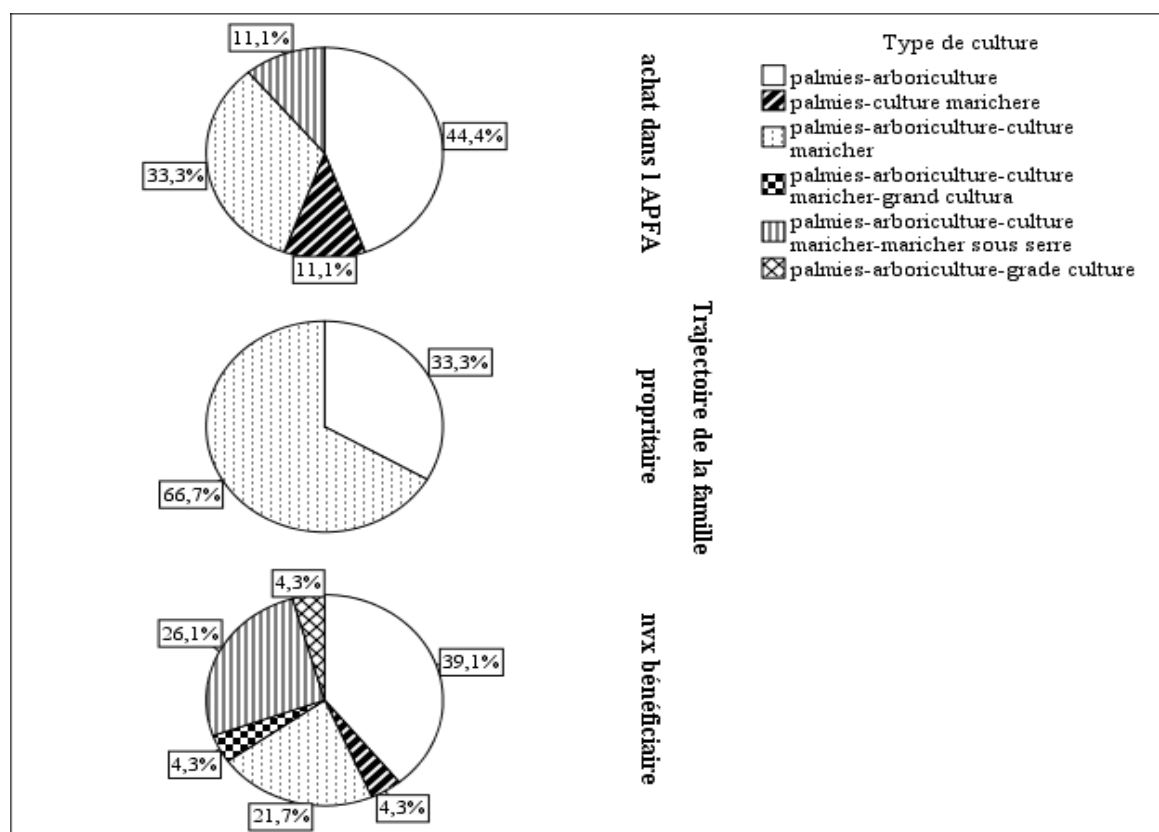 11,1%
44,4%
33,3%
11,1%
achat dans l APFA
33,3%
66,7%
propritaire
4,3%
26,1%
39,1%
4,3%
21,7%
4,3%
nvx bénéficiaire
Trajectoire de la famille
Type de culture
palmies-arboriculture
palmies-culture marichere
palmies-arboriculture-culture
maricher
palmies-arboriculture-culture
maricher-grand cultura
palmies-arboriculture-culture
maricher-maricher sous serre
palmies-arboriculture-grade culture